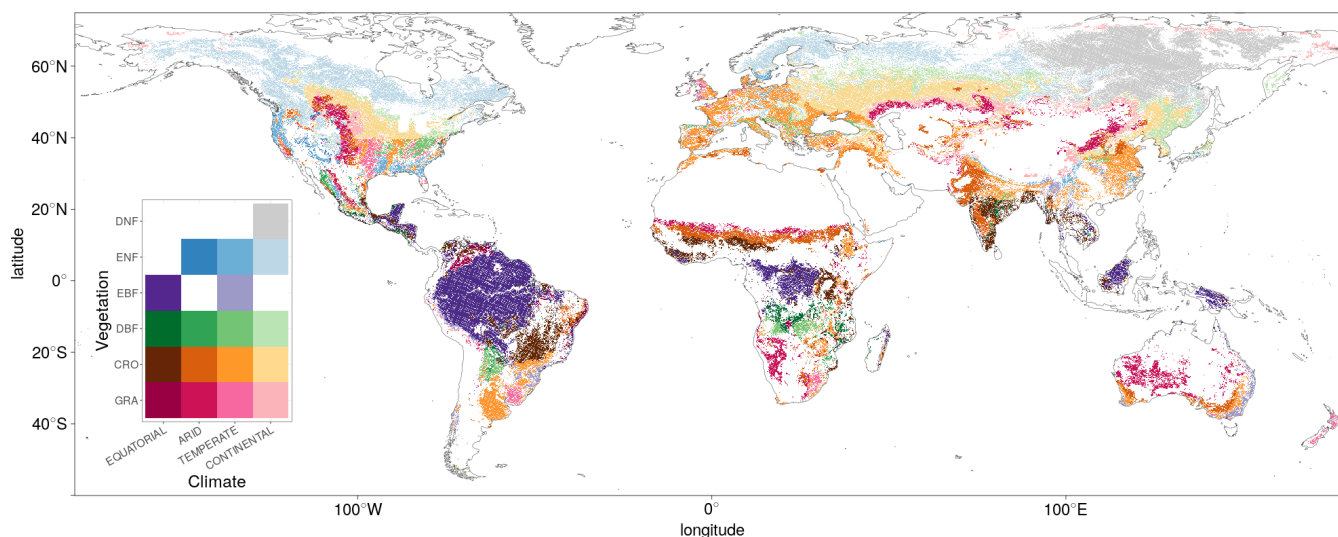 60°N
40°N
20°N
0°
20°S
40°S
latitude
DNF
ENF
EBF
DBF
CRO
GRA
Vegetation
EQUATORIAL
ARID
TEMPERATE
CONTINENTAL
Climate
100°W
0°
100°E
longitude